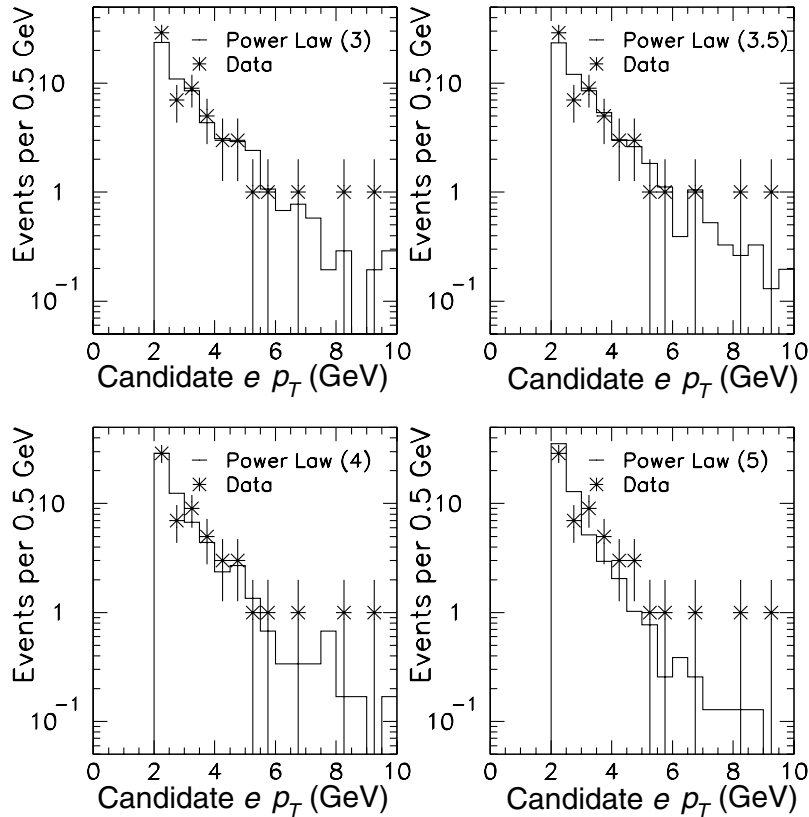 Events per 0.5 GeV
10
1
10⁻¹
Power Law (3)
Data
0 2 4 6 8 10
Candidate e p_T (GeV)
Events per 0.5 GeV
10
1
10⁻¹
Power Law (3.5)
Data
0 2 4 6 8 10
Candidate e p_T (GeV)
Events per 0.5 GeV
10
1
10⁻¹
Power Law (4)
Data
0 2 4 6 8 10
Candidate e p_T (GeV)
Events per 0.5 GeV
10
1
10⁻¹
Power Law (5)
Data
0 2 4 6 8 10
Candidate e p_T (GeV)